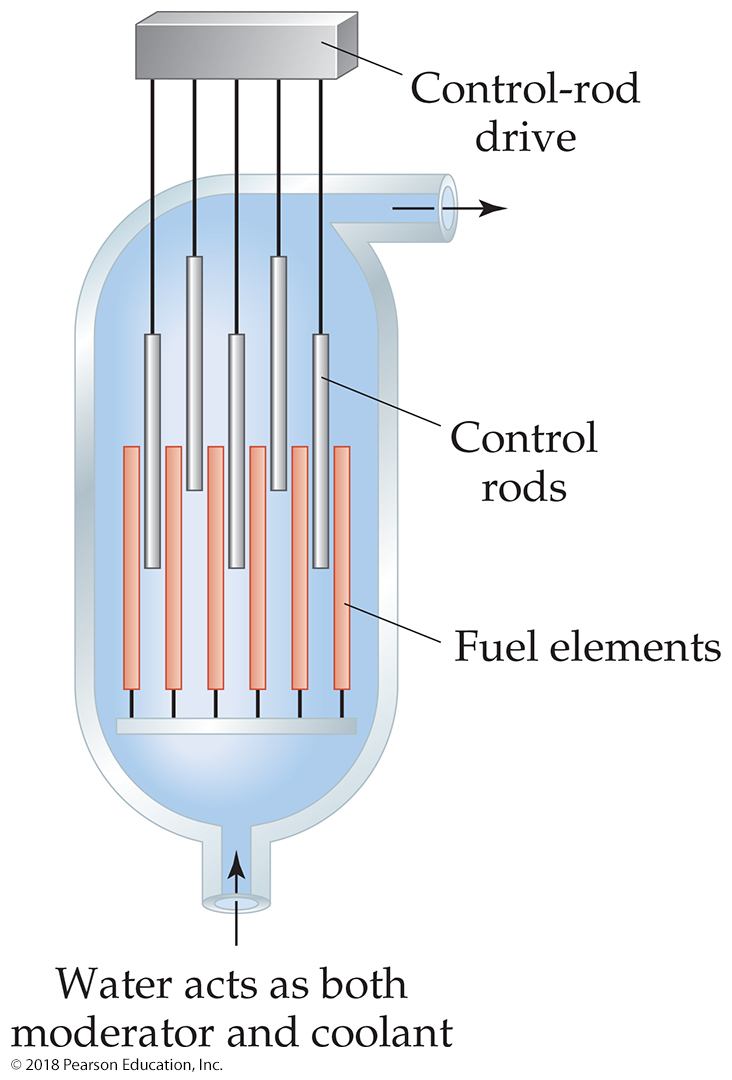 Control-rod
drive
Control
rods
Fuel elements
Water acts as both
moderator and coolant
© 2018 Pearson Education, Inc.